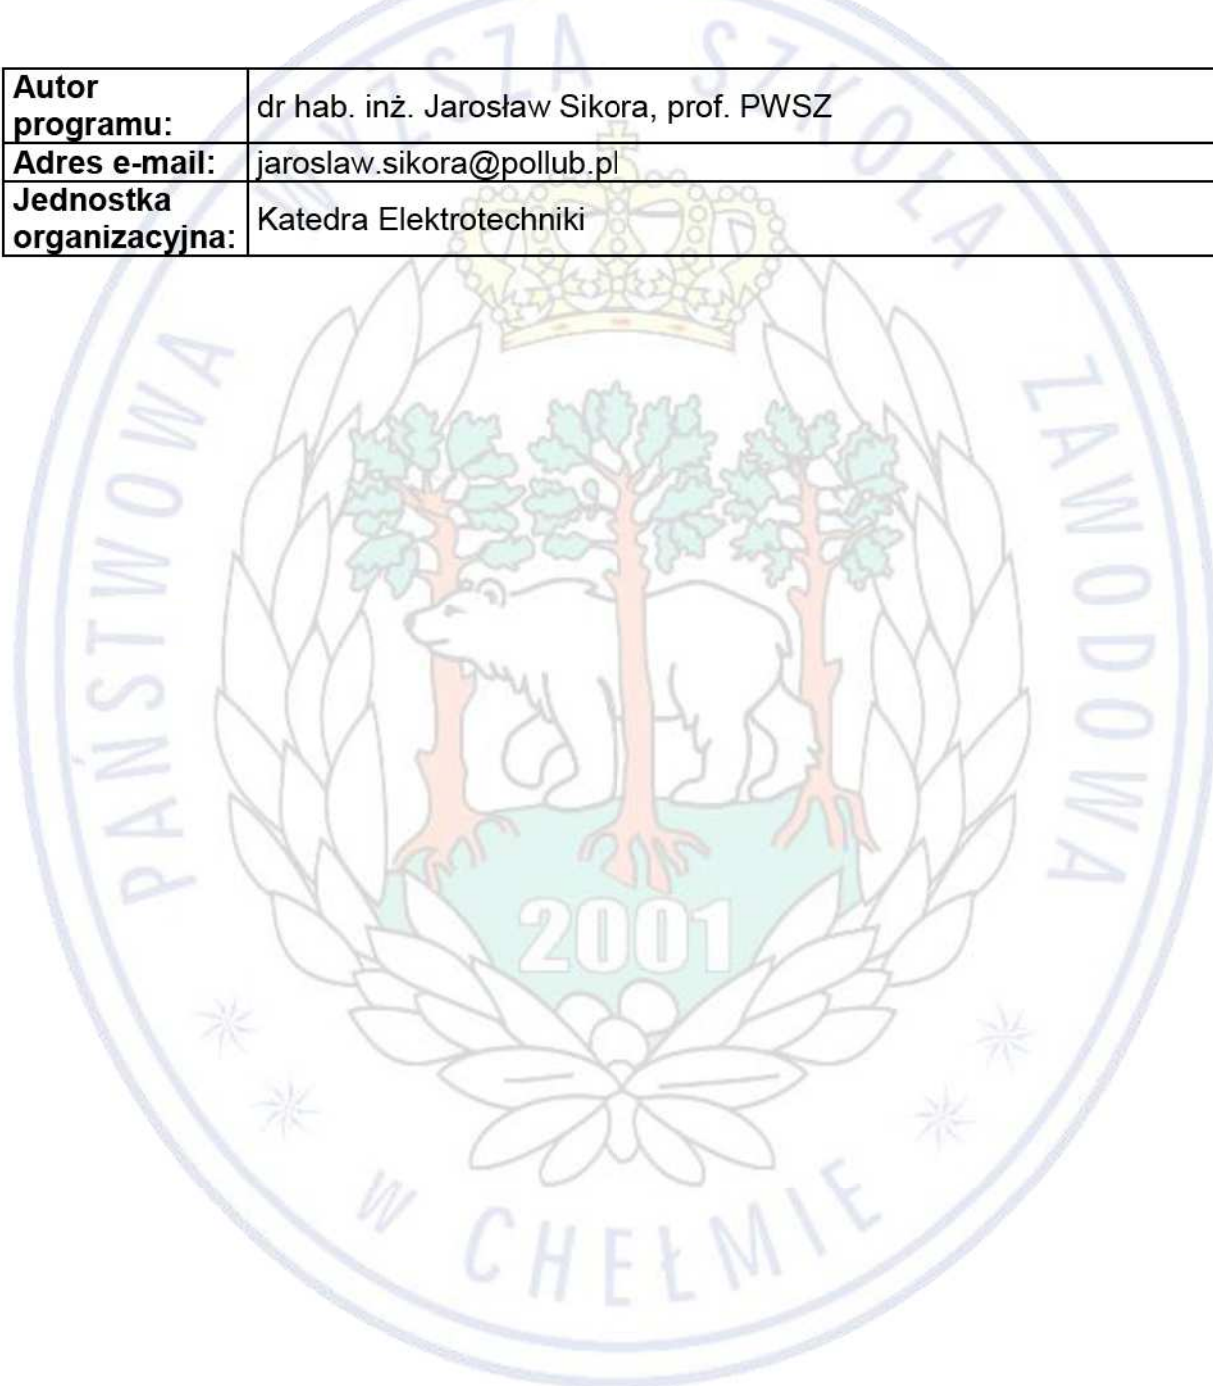 Autor
programu:
dr hab. inż. Jarosław Sikora, prof. PWSZ
Adres e-mail:
jaroslaw.sikora@pollub.pl
Jednostka
organizacyjna:
Katedra Elektrotechniki
PAŃSTWOWA WYŻSZA SZKOŁA ZAWODOWA
2001
W CHEŁMIE